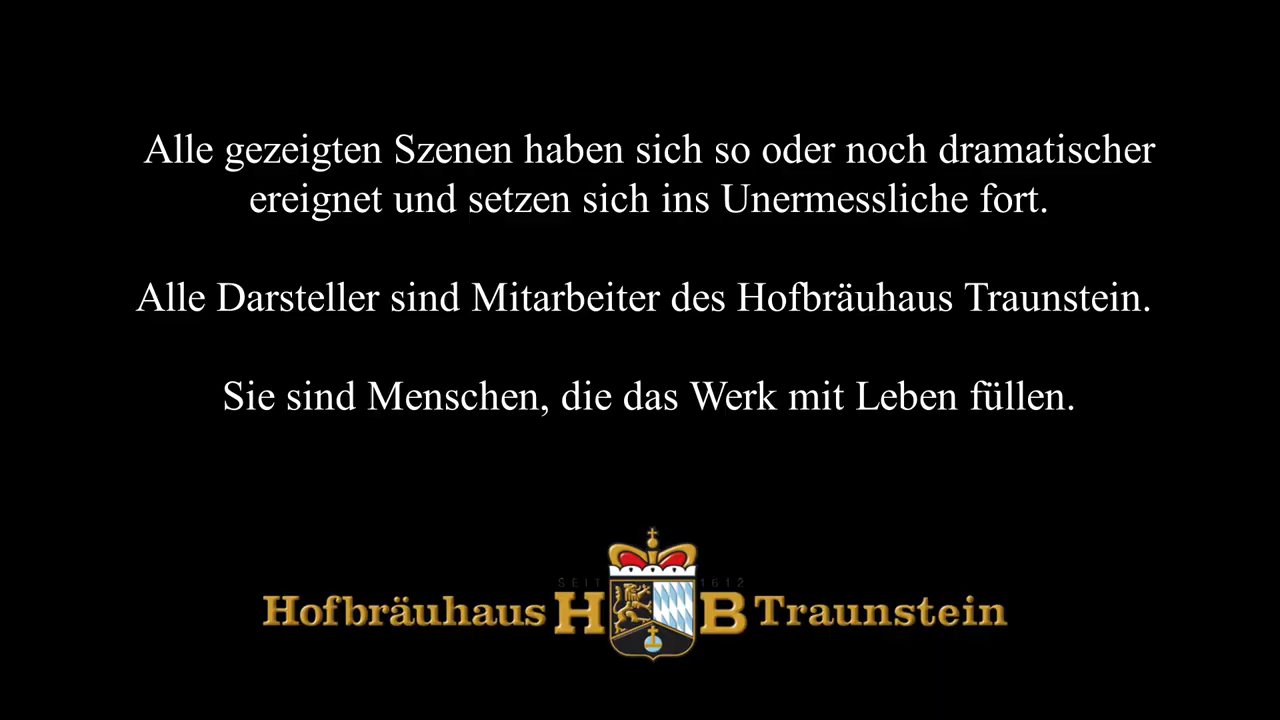 Alle gezeigten Szenen haben sich so oder noch dramatischer
ereignet und setzen sich ins Unermessliche fort.
Alle Darsteller sind Mitarbeiter des Hofbräuhaus Traunstein.
Sie sind Menschen, die das Werk mit Leben füllen.
SEIT 1612
Hofbräuhaus HB Traunstein